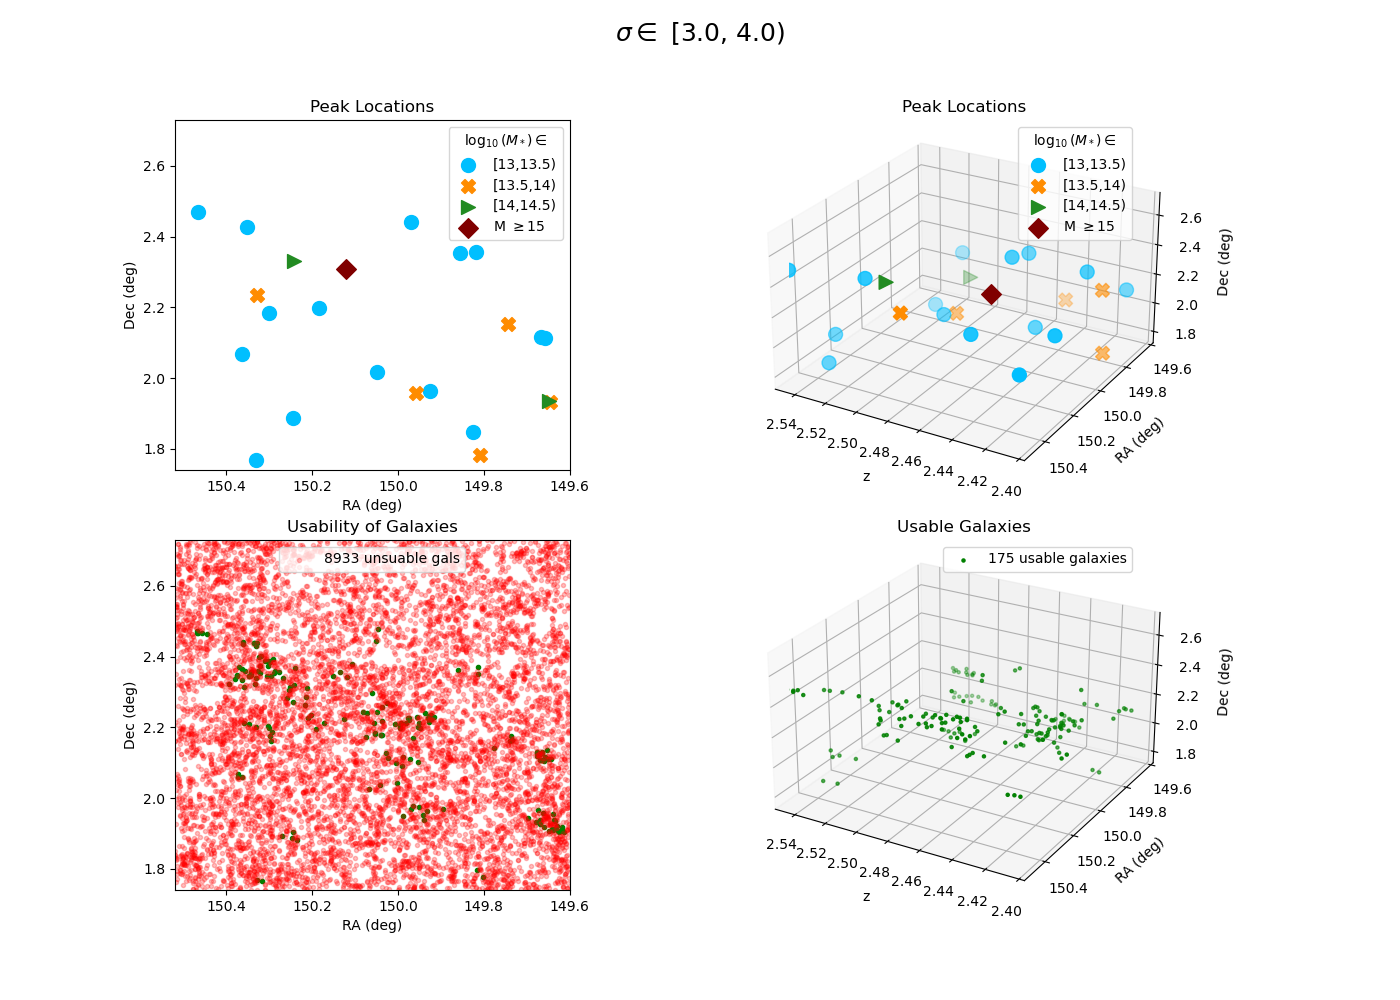 σ ∈ [3.0, 4.0)
Peak Locations
log₁₀(M*) ∈
[13,13.5)
[13.5,14)
[14,14.5)
M ≥15
2.6
2.4
2.2
2.0
1.8
Dec (deg)
150.4 150.2 150.0 149.8 149.6
RA (deg)
Peak Locations
log₁₀(M*) ∈
[13,13.5)
[13.5,14)
[14,14.5)
M ≥15
2.6
2.4
2.2
2.0
1.8
Dec (deg)
149.6
149.8
150.0
150.2
150.4
RA (deg)
2.54 2.52 2.50 2.48 2.46 2.44 2.42 2.40
z
Usability of Galaxies
8933 unsuable gals
2.6
2.4
2.2
2.0
1.8
Dec (deg)
150.4 150.2 150.0 149.8 149.6
RA (deg)
Usable Galaxies
175 usable galaxies
2.6
2.4
2.2
2.0
1.8
Dec (deg)
149.6
149.8
150.0
150.2
150.4
RA (deg)
2.54 2.52 2.50 2.48 2.46 2.44 2.42 2.40
z